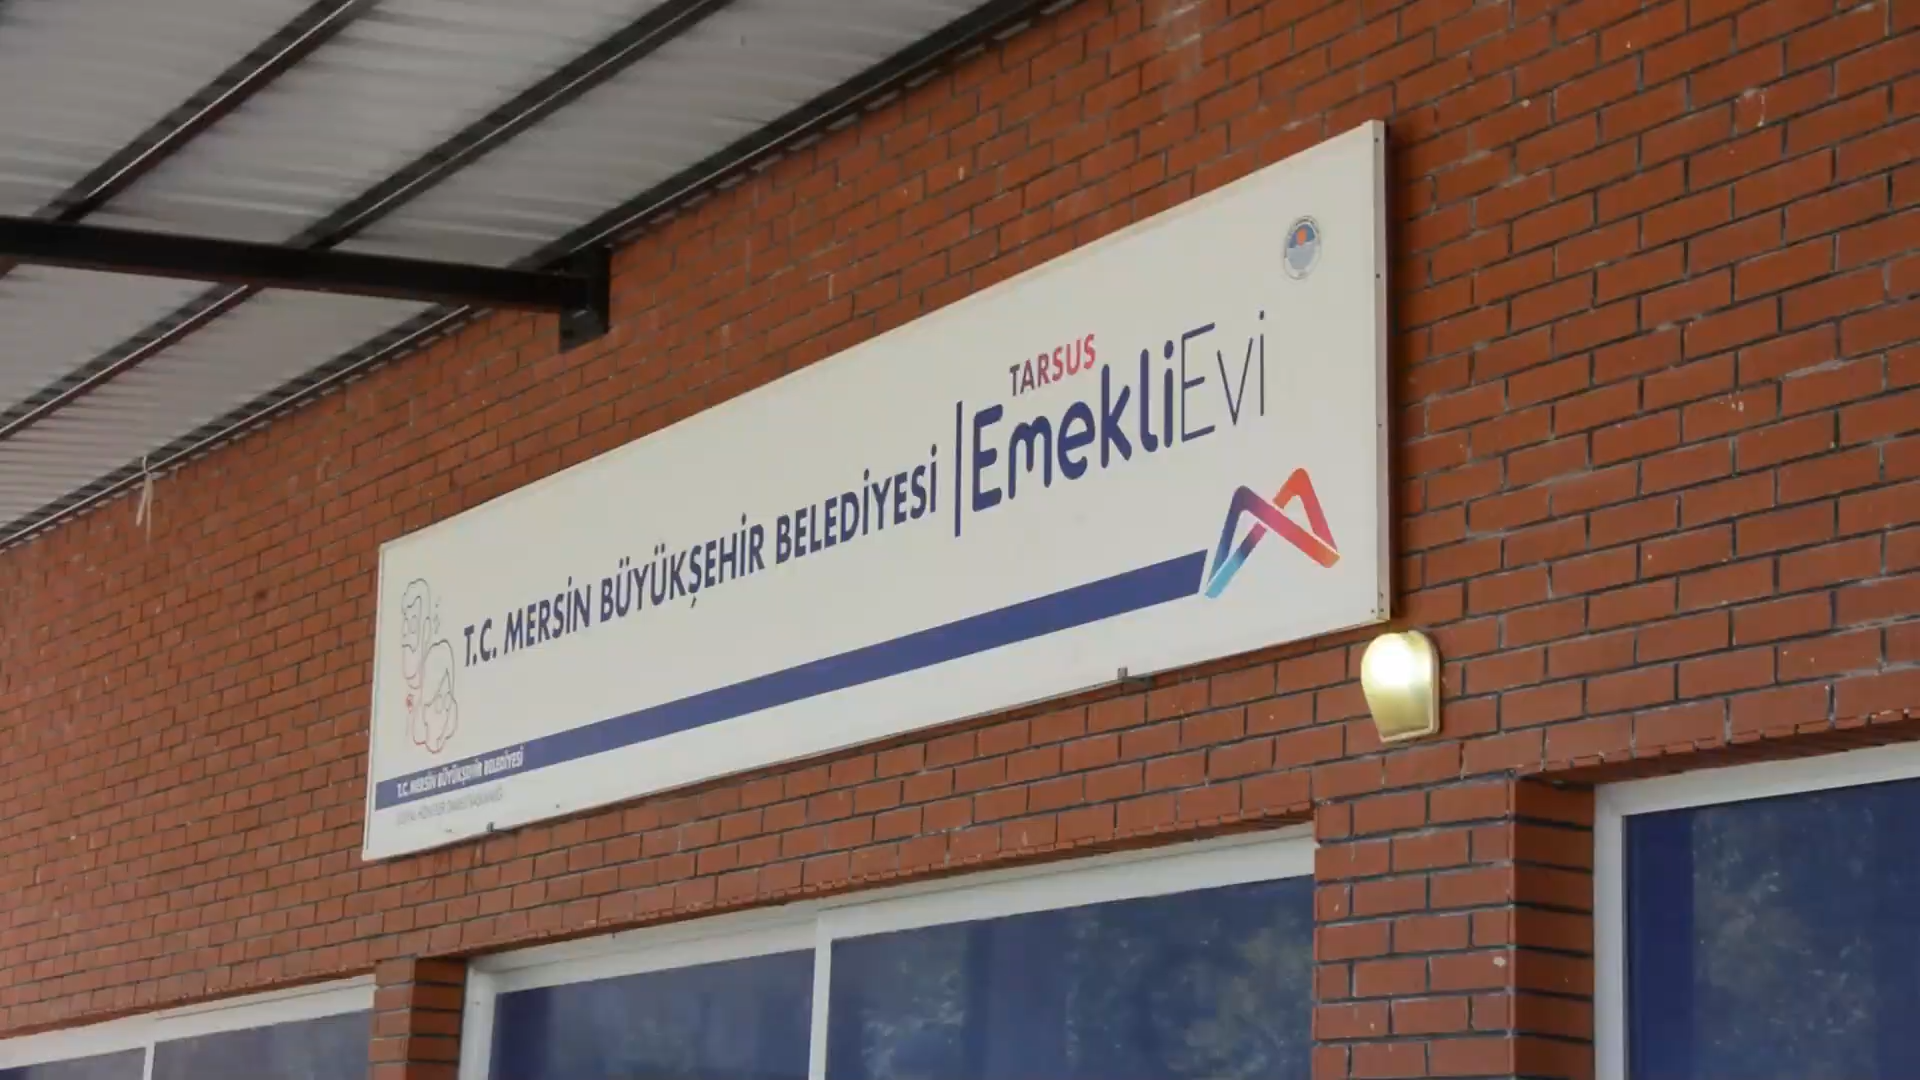 TARSUS
T.C. MERSİN BÜYÜKŞEHİR BELEDİYESİ | EmekliEvi
T.C. MERSİN BÜYÜKŞEHİR BELEDİYESİ